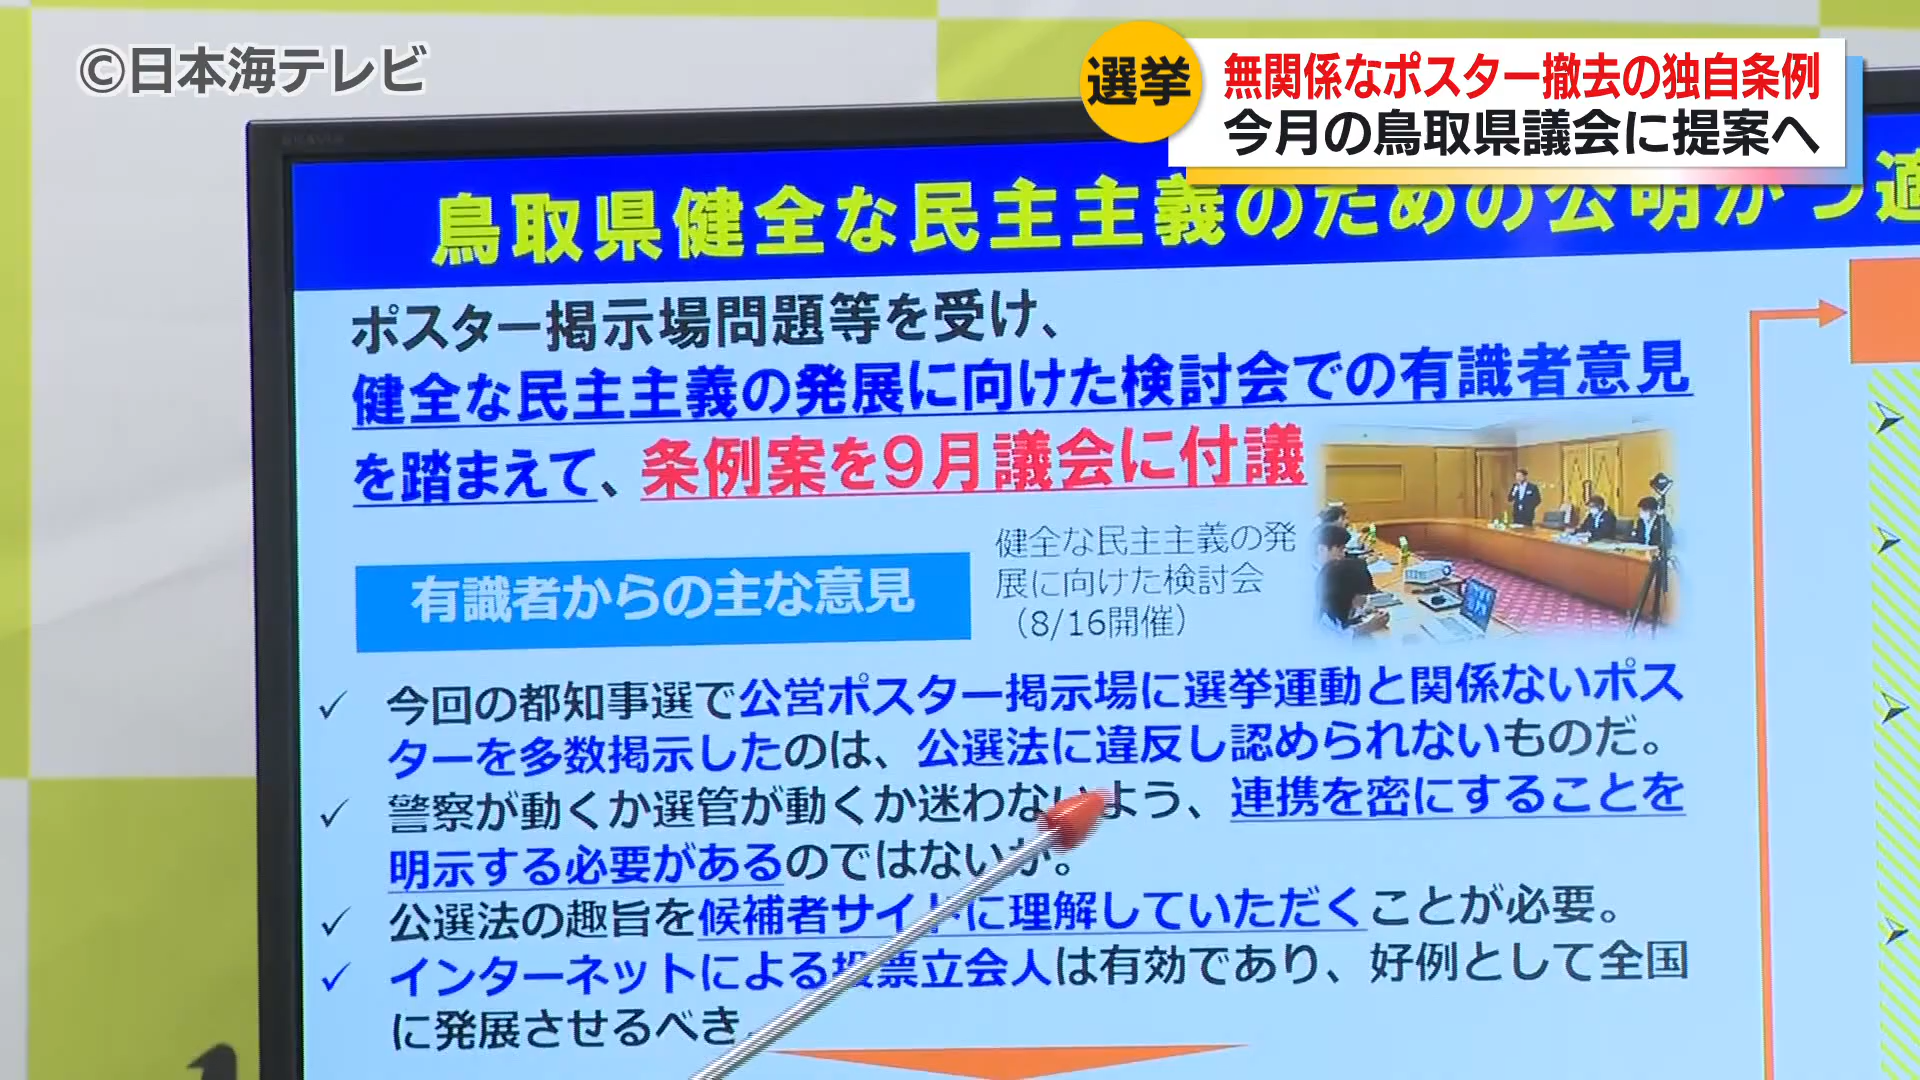 ©日本海テレビ
選挙
無関係なポスター撤去の独自条例
今月の鳥取県議会に提案へ
鳥取県健全な民主主義のための公明かつ適
ポスター掲示場問題等を受け、
健全な民主主義の発展に向けた検討会での有識者意見
を踏まえて、条例案を9月議会に付議
健全な民主主義の発
展に向けた検討会
（8/16開催）
有識者からの主な意見
✓ 今回の都知事選で公営ポスター掲示場に選挙運動と関係ないポス
ターを多数掲示したのは、公選法に違反し認められないものだ。
✓ 警察が動くか選管が動くか迷わないよう、連携を密にすることを
明示する必要があるのではないか。
✓ 公選法の趣旨を候補者サイドに理解していただくことが必要。
✓ インターネットによる投票立会人は有効であり、好例として全国
に発展させるべき